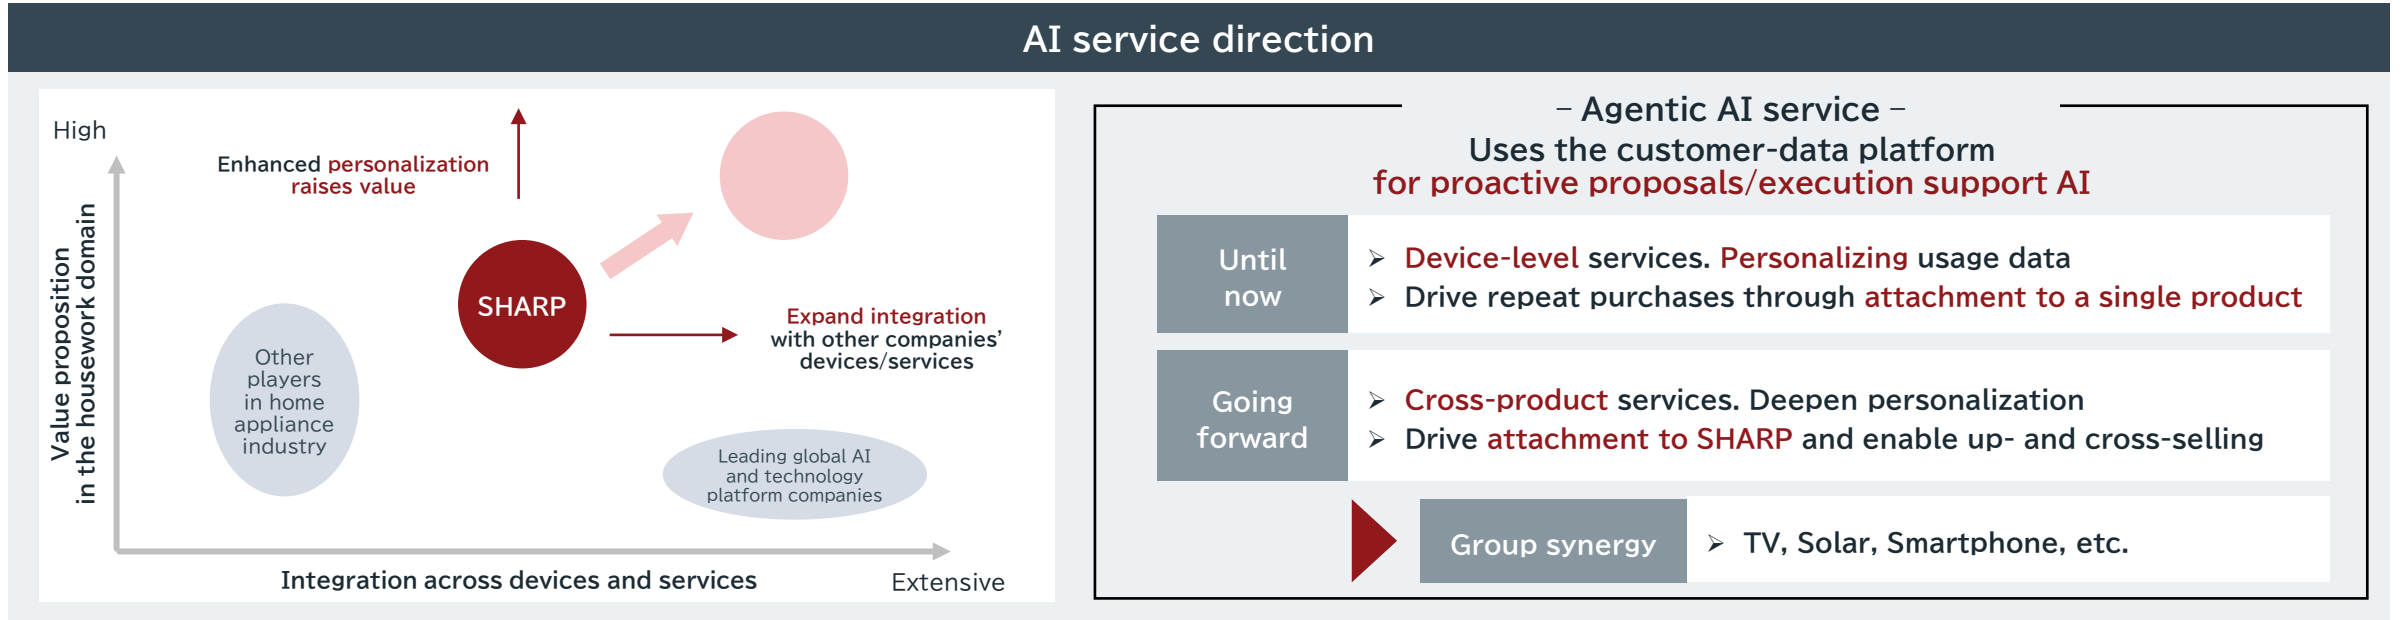 AI service direction
High
Enhanced personalization
raises value
SHARP
Expand integration
with other companies’
devices/services
Other
players
in home
appliance
industry
Leading global AI
and technology
platform companies
Value proposition
in the housework domain
Integration across devices and services
Extensive
– Agentic AI service –
Uses the customer-data platform
for proactive proposals/execution support AI
Until
now
➢ Device-level services. Personalizing usage data
➢ Drive repeat purchases through attachment to a single product
Going
forward
➢ Cross-product services. Deepen personalization
➢ Drive attachment to SHARP and enable up- and cross-selling
Group synergy
➢ TV, Solar, Smartphone, etc.